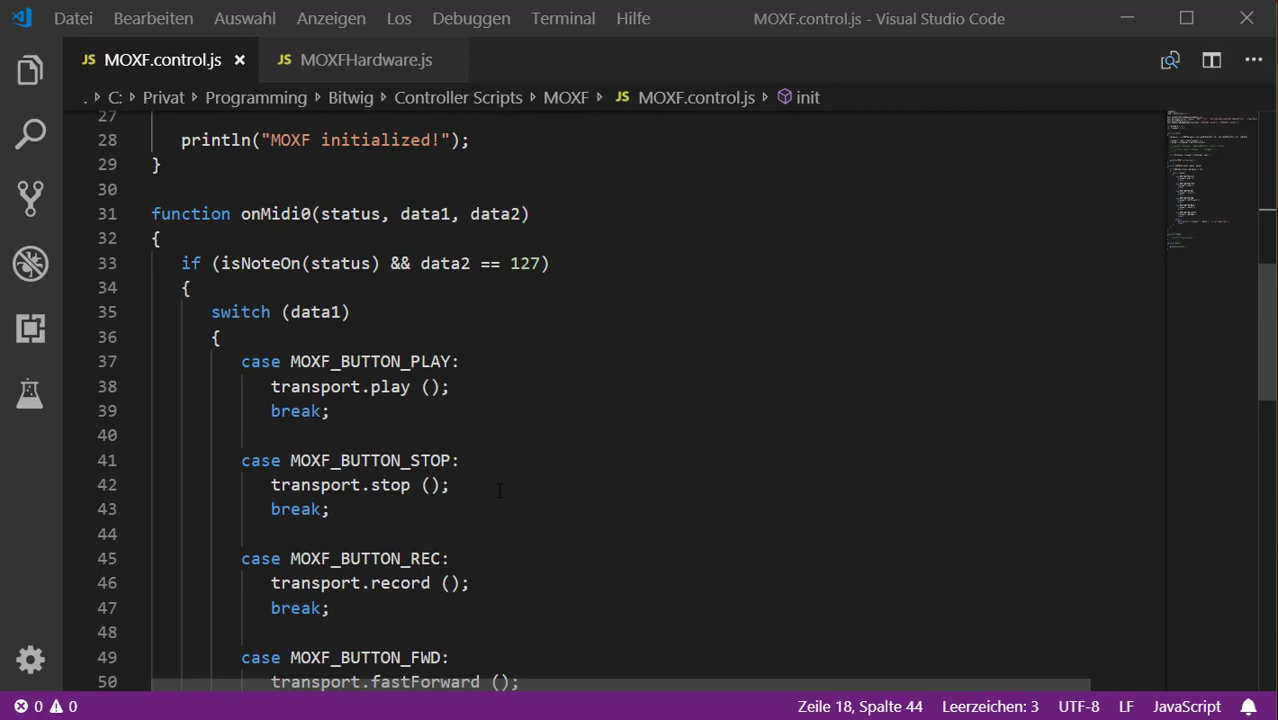 Datei Bearbeiten Auswahl Anzeigen Los Debuggen Terminal Hilfe MOXF.control.js - Visual Studio Code
JS MOXF.control.js × JS MOXFHardware.js
. > C: > Privat > Programming > Bitwig > Controller Scripts > MOXF > JS MOXF.control.js > init
27
28 println("MOXF initialized!");
29 }
30
31 function onMidi0(status, data1, data2)
32 {
33 if (isNoteOn(status) && data2 == 127)
34 {
35 switch (data1)
36 {
37 case MOXF_BUTTON_PLAY:
38 transport.play ();
39 break;
40
41 case MOXF_BUTTON_STOP:
42 transport.stop ();
43 break;
44
45 case MOXF_BUTTON_REC:
46 transport.record ();
47 break;
48
49 case MOXF_BUTTON_FWD:
50 transport.fastForward ();
0 0 Zeile 18, Spalte 44 Leerzeichen: 3 UTF-8 LF JavaScript